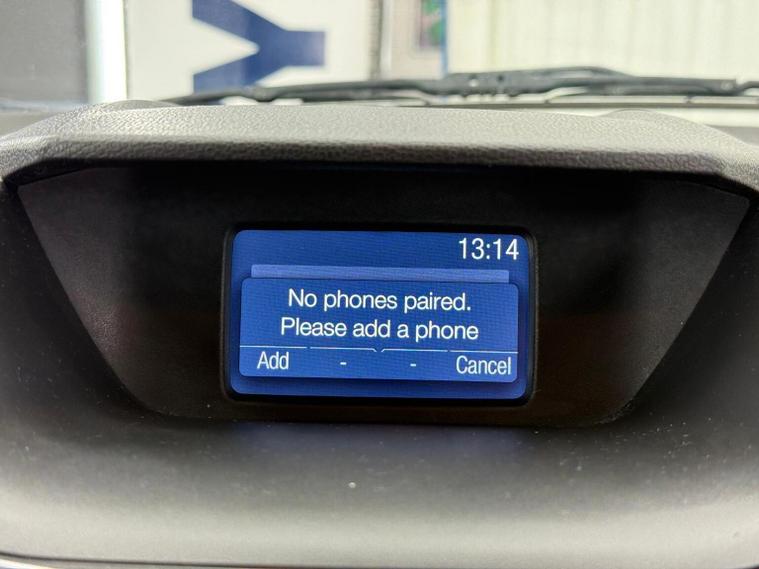 Y
13:14
No phones paired.
Please add a phone
Add - - Cancel